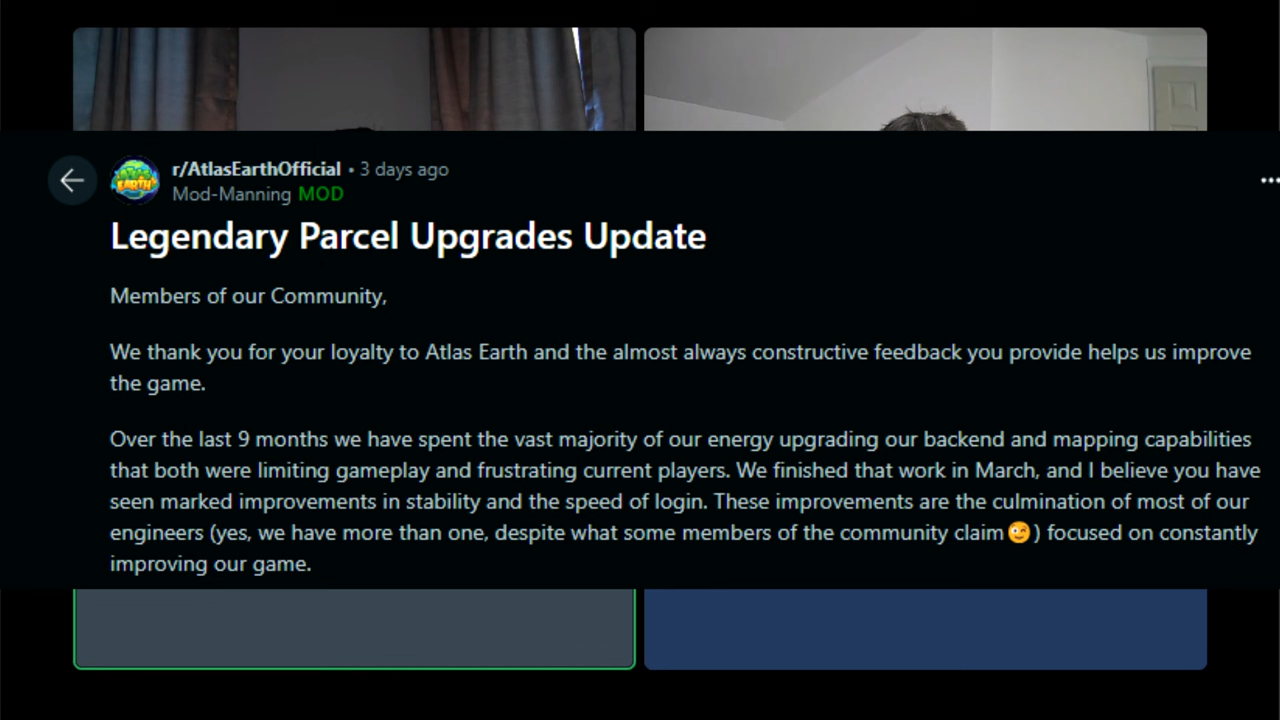 r/AtlasEarthOfficial • 3 days ago
Mod-Manning MOD
Legendary Parcel Upgrades Update
Members of our Community,
We thank you for your loyalty to Atlas Earth and the almost always constructive feedback you provide helps us improve
the game.
Over the last 9 months we have spent the vast majority of our energy upgrading our backend and mapping capabilities
that both were limiting gameplay and frustrating current players. We finished that work in March, and I believe you have
seen marked improvements in stability and the speed of login. These improvements are the culmination of most of our
engineers (yes, we have more than one, despite what some members of the community claim😉) focused on constantly
improving our game.